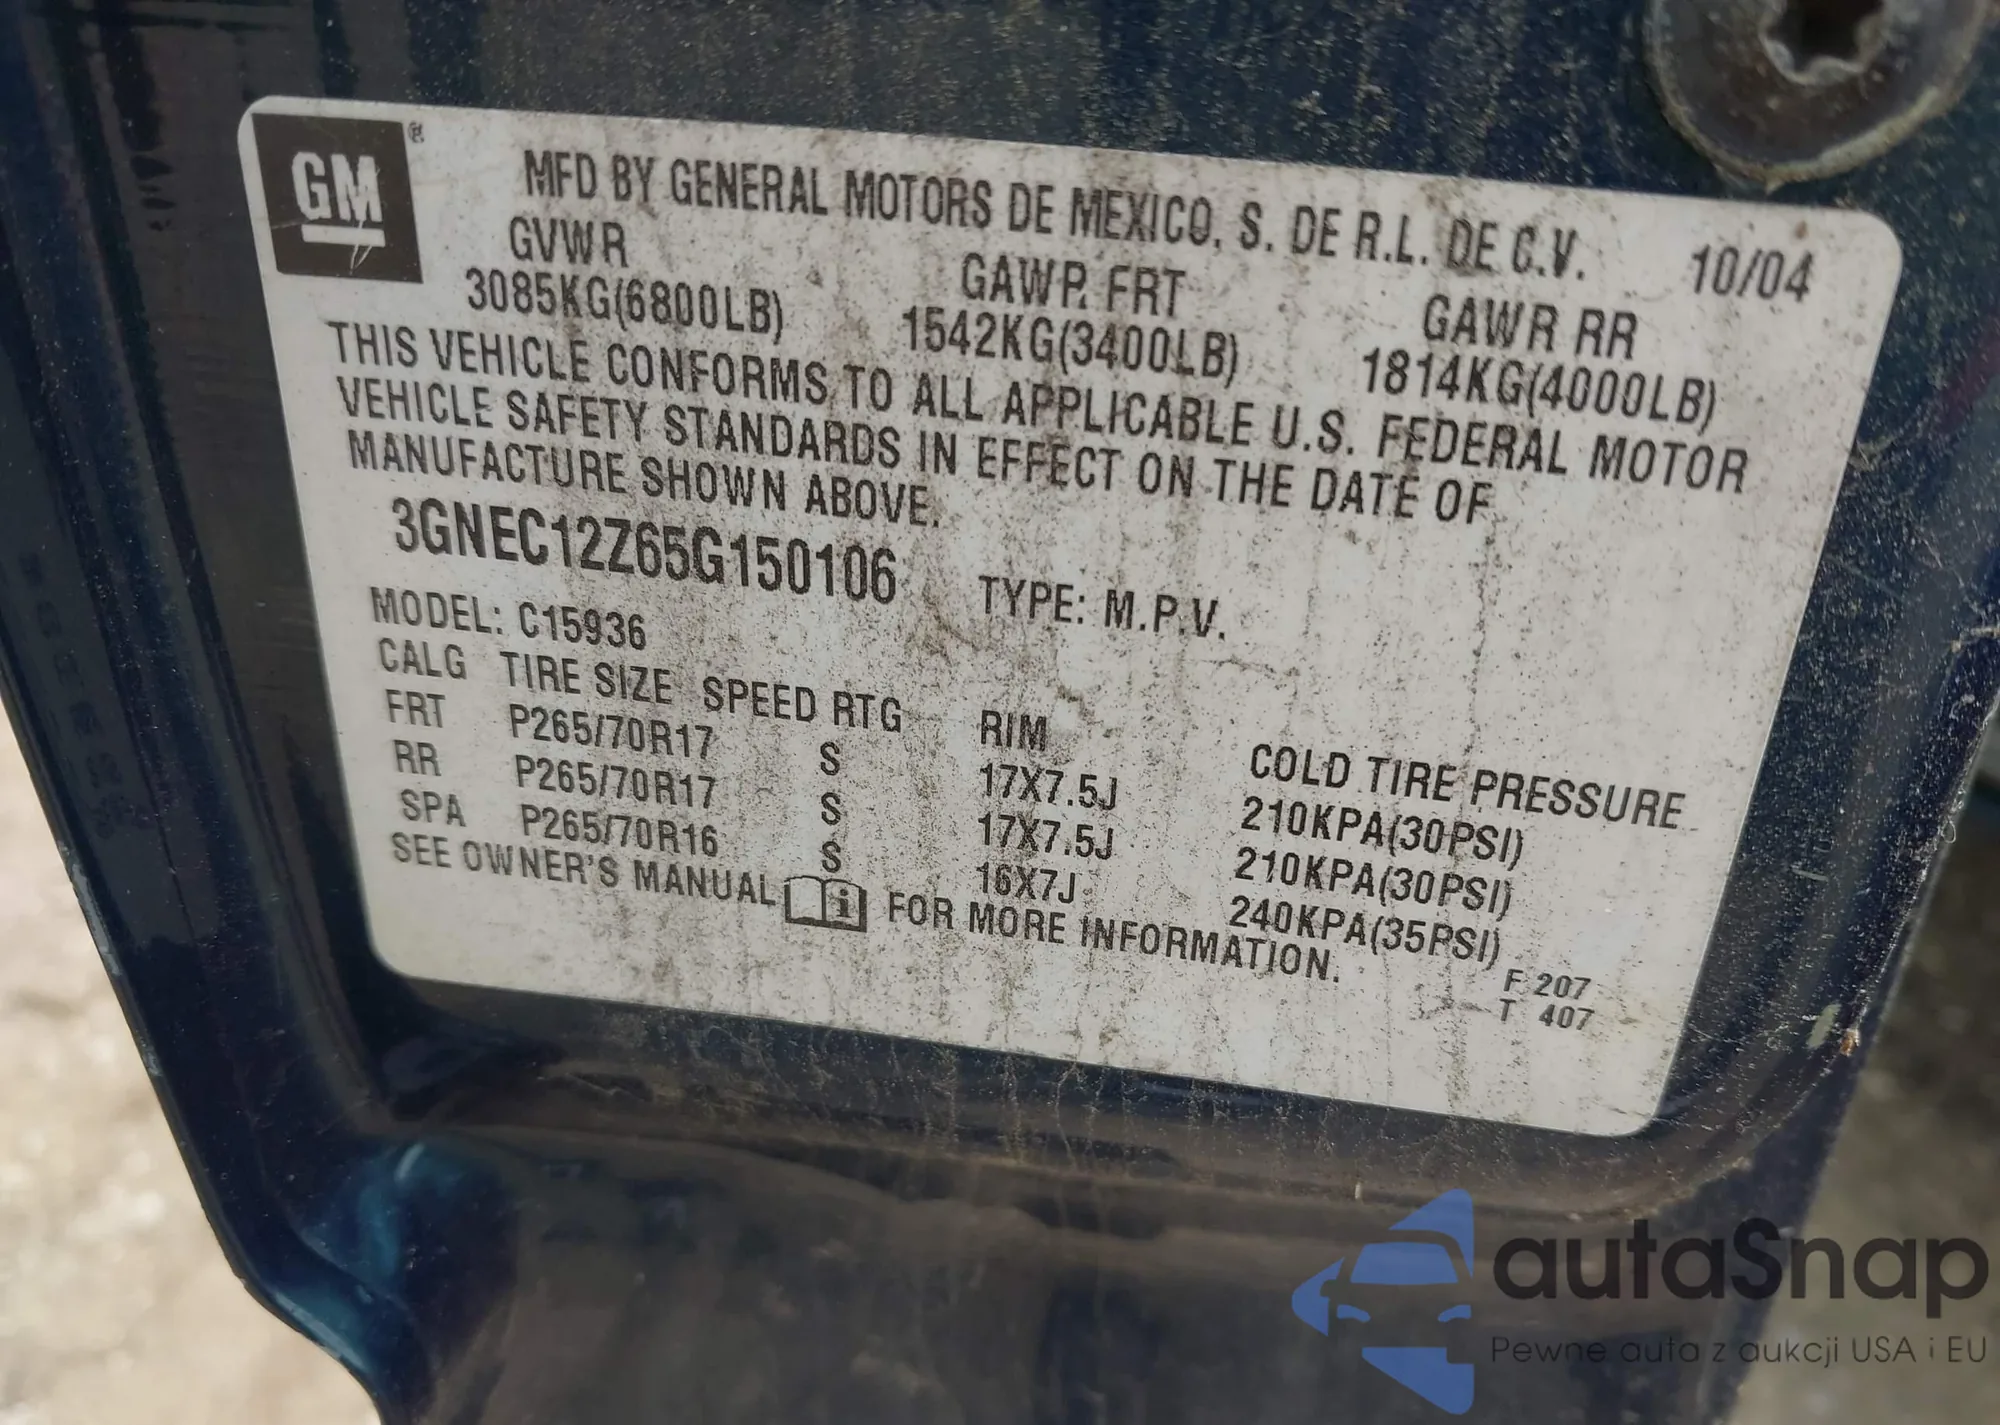 GM®
MFD BY GENERAL MOTORS DE MEXICO, S. DE R.L. DE C.V. 10/04
GVWR GAWR FRT GAWR RR
3085KG(6800LB) 1542KG(3400LB) 1814KG(4000LB)
THIS VEHICLE CONFORMS TO ALL APPLICABLE U.S. FEDERAL MOTOR
VEHICLE SAFETY STANDARDS IN EFFECT ON THE DATE OF
MANUFACTURE SHOWN ABOVE.
3GNEC12Z65G150106 TYPE: M.P.V.
MODEL: C15936
CALG TIRE SIZE SPEED RTG RIM COLD TIRE PRESSURE
FRT P265/70R17 S 17X7.5J 210KPA(30PSI)
RR P265/70R17 S 17X7.5J 210KPA(30PSI)
SPA P265/70R16 S 16X7J 240KPA(35PSI)
SEE OWNER'S MANUAL i FOR MORE INFORMATION.
F 207
T 407
autaSnap
Pewne auta z aukcji USA i EU